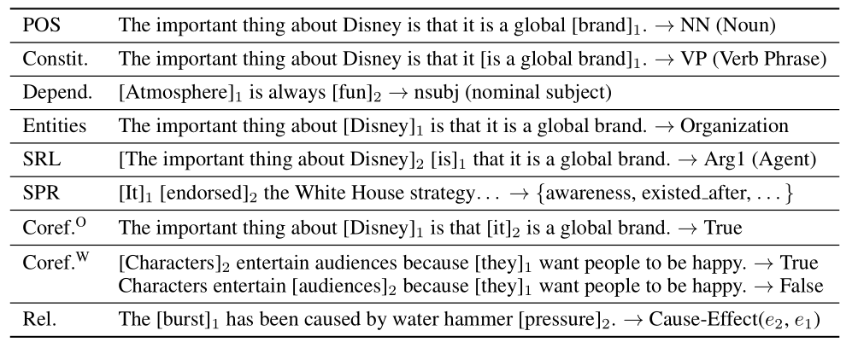 POS The important thing about Disney is that it is a global [brand]₁. → NN (Noun)
Constit. The important thing about Disney is that it [is a global brand]₁. → VP (Verb Phrase)
Depend. [Atmosphere]₁ is always [fun]₂ → nsubj (nominal subject)
Entities The important thing about [Disney]₁ is that it is a global brand. → Organization
SRL [The important thing about Disney]₂ [is]₁ that it is a global brand. → Arg1 (Agent)
SPR [It]₁ [endorsed]₂ the White House strategy... → {awareness, existed_after, ...}
Coref.ᴼ The important thing about [Disney]₁ is that [it]₂ is a global brand. → True
Coref.ᵂ [Characters]₂ entertain audiences because [they]₁ want people to be happy. → True
Characters entertain [audiences]₂ because [they]₁ want people to be happy. → False
Rel. The [burst]₁ has been caused by water hammer [pressure]₂. → Cause-Effect(e₂, e₁)